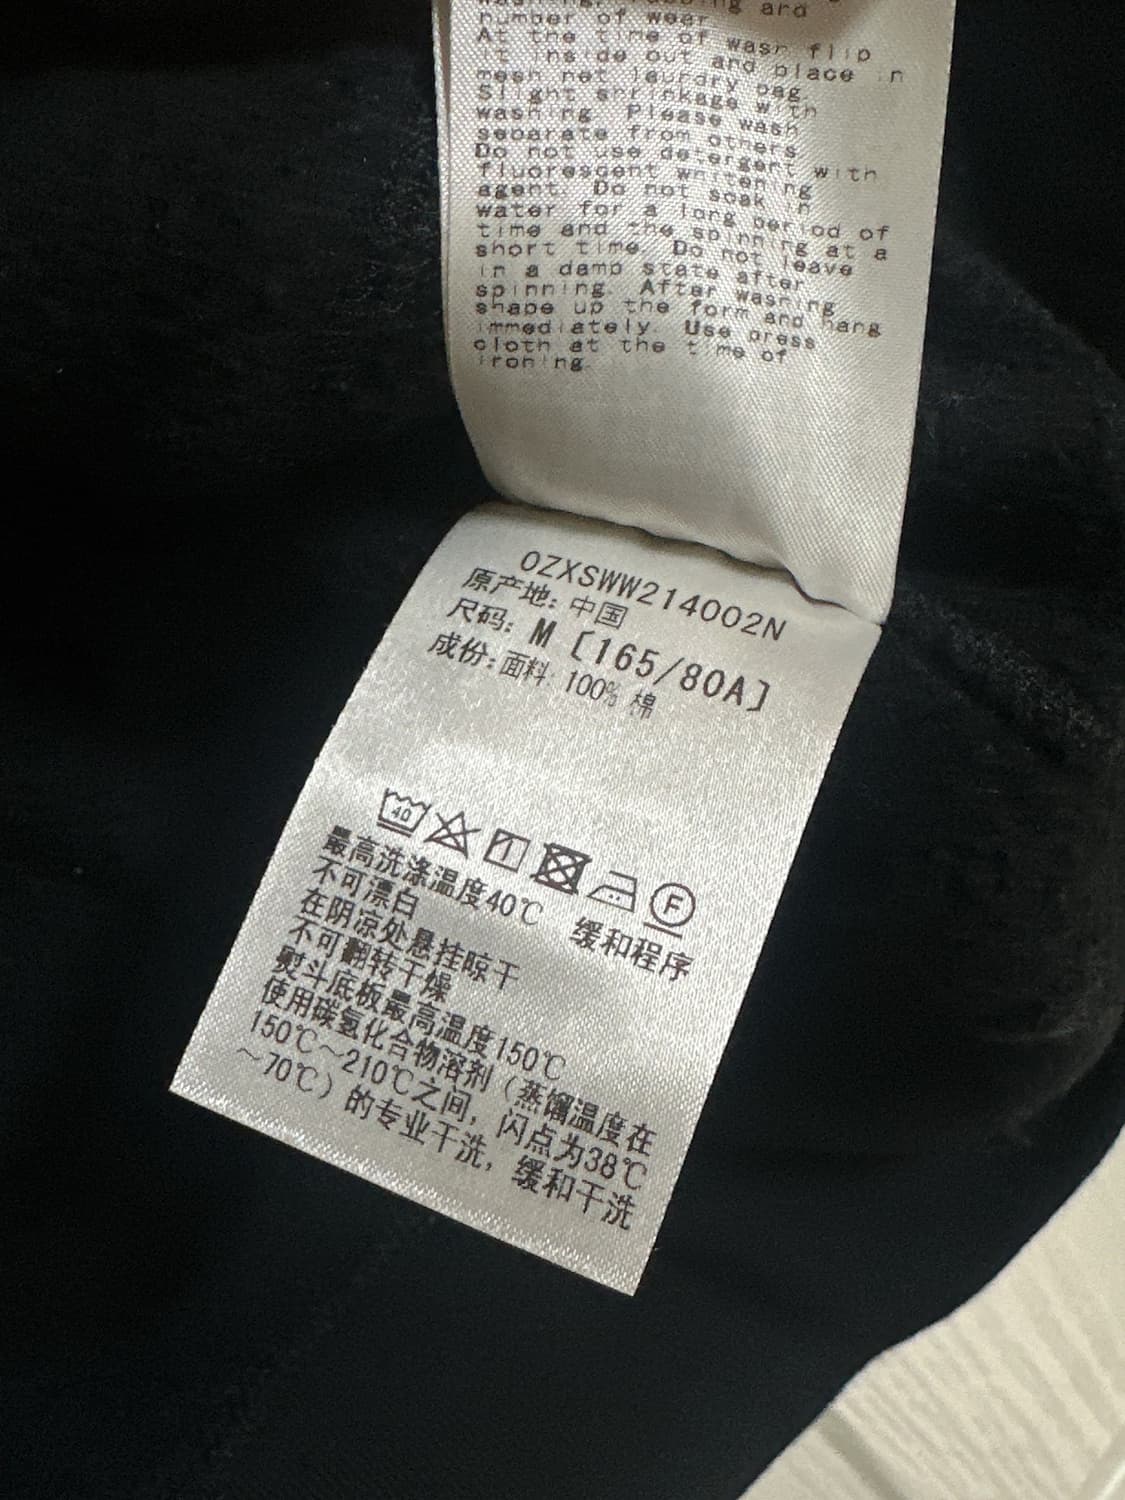 washing, rubbing and
number of wear.
At the time of wash flip
it inside out and place in
mesh net laundry bag.
Slight shrinkage with
washing. Please wash
separate from others.
Do not use detergent with
fluorescent whitening
agent. Do not soak in
water for a long period of
time and the spinning at a
short time. Do not leave
in a damp state after
spinning. After washing
shape up the form and hang
immediately. Use press
cloth at the time of
ironing.
0ZXSWW214002N
原产地: 中国
尺码: M [165/80A]
成份: 面料: 100% 棉
40
F
最高洗涤温度40℃ 缓和程序
不可漂白
在阴凉处悬挂晾干
不可翻转干燥
熨斗底板最高温度150℃
使用碳氢化合物溶剂 (蒸馏温度在
150℃~210℃之间, 闪点为38℃
~70℃) 的专业干洗, 缓和干洗